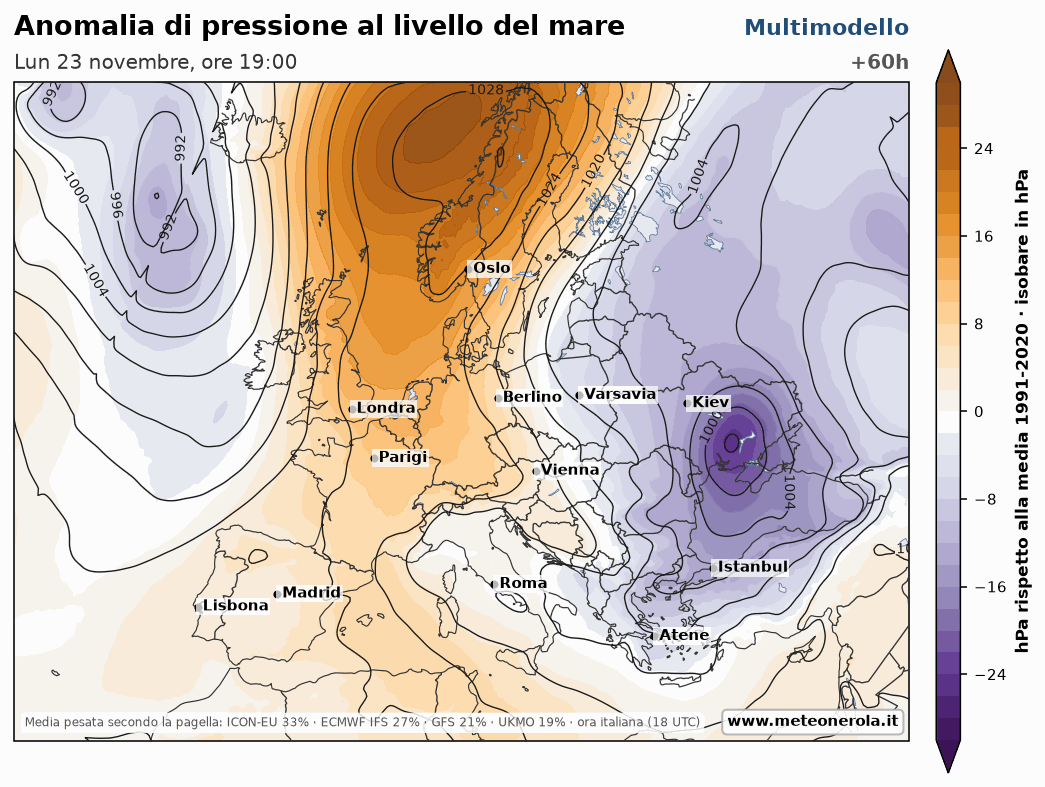 Anomalia di pressione al livello del mare
Multimodello
Lun 23 novembre, ore 19:00
+60h
992
1028
992
1000
996
992
1004
1020
1024
1004
Oslo
Berlino
Varsavia
Kiev
Londra
1000
Parigi
Vienna
1004
Istanbul
Roma
Madrid
Lisbona
Atene
24
16
8
0
−8
−16
−24
hPa rispetto alla media 1991-2020 · isobare in hPa
Media pesata secondo la pagella: ICON-EU 33% · ECMWF IFS 27% · GFS 21% · UKMO 19% · ora italiana (18 UTC)
www.meteonerola.it